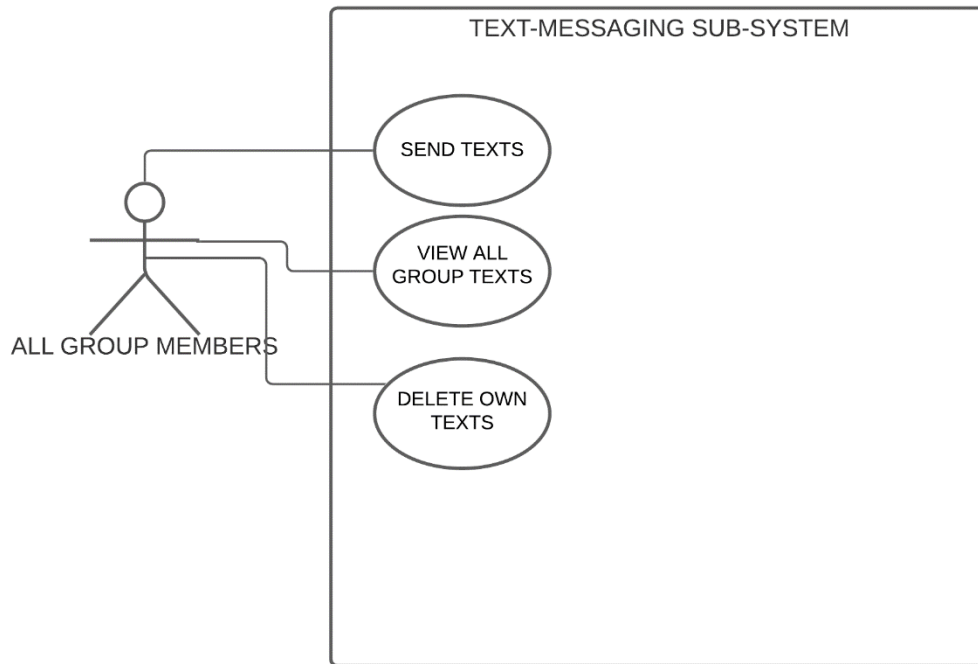 TEXT-MESSAGING SUB-SYSTEM
SEND TEXTS
VIEW ALL
GROUP TEXTS
ALL GROUP MEMBERS
DELETE OWN
TEXTS